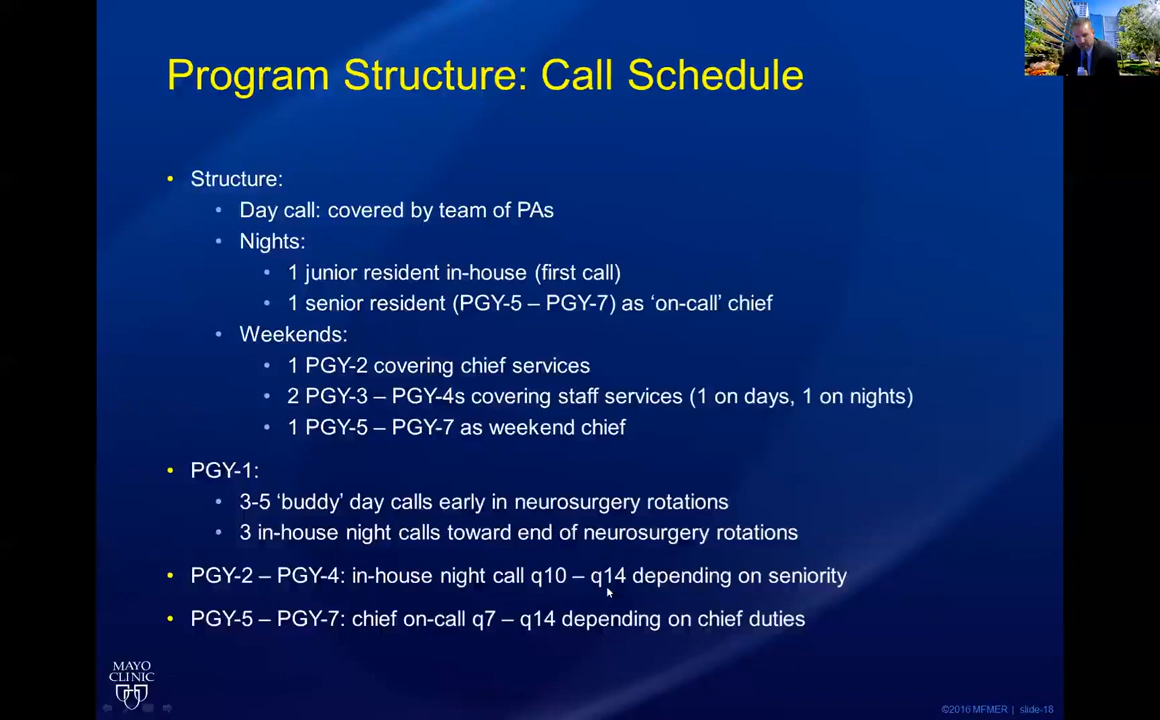 Program Structure: Call Schedule
• Structure:
• Day call: covered by team of PAs
• Nights:
• 1 junior resident in-house (first call)
• 1 senior resident (PGY-5 – PGY-7) as ‘on-call’ chief
• Weekends:
• 1 PGY-2 covering chief services
• 2 PGY-3 – PGY-4s covering staff services (1 on days, 1 on nights)
• 1 PGY-5 – PGY-7 as weekend chief
• PGY-1:
• 3-5 ‘buddy’ day calls early in neurosurgery rotations
• 3 in-house night calls toward end of neurosurgery rotations
• PGY-2 – PGY-4: in-house night call q10 – q14 depending on seniority
• PGY-5 – PGY-7: chief on-call q7 – q14 depending on chief duties
MAYO
CLINIC
©2016 MFMER | slide-18